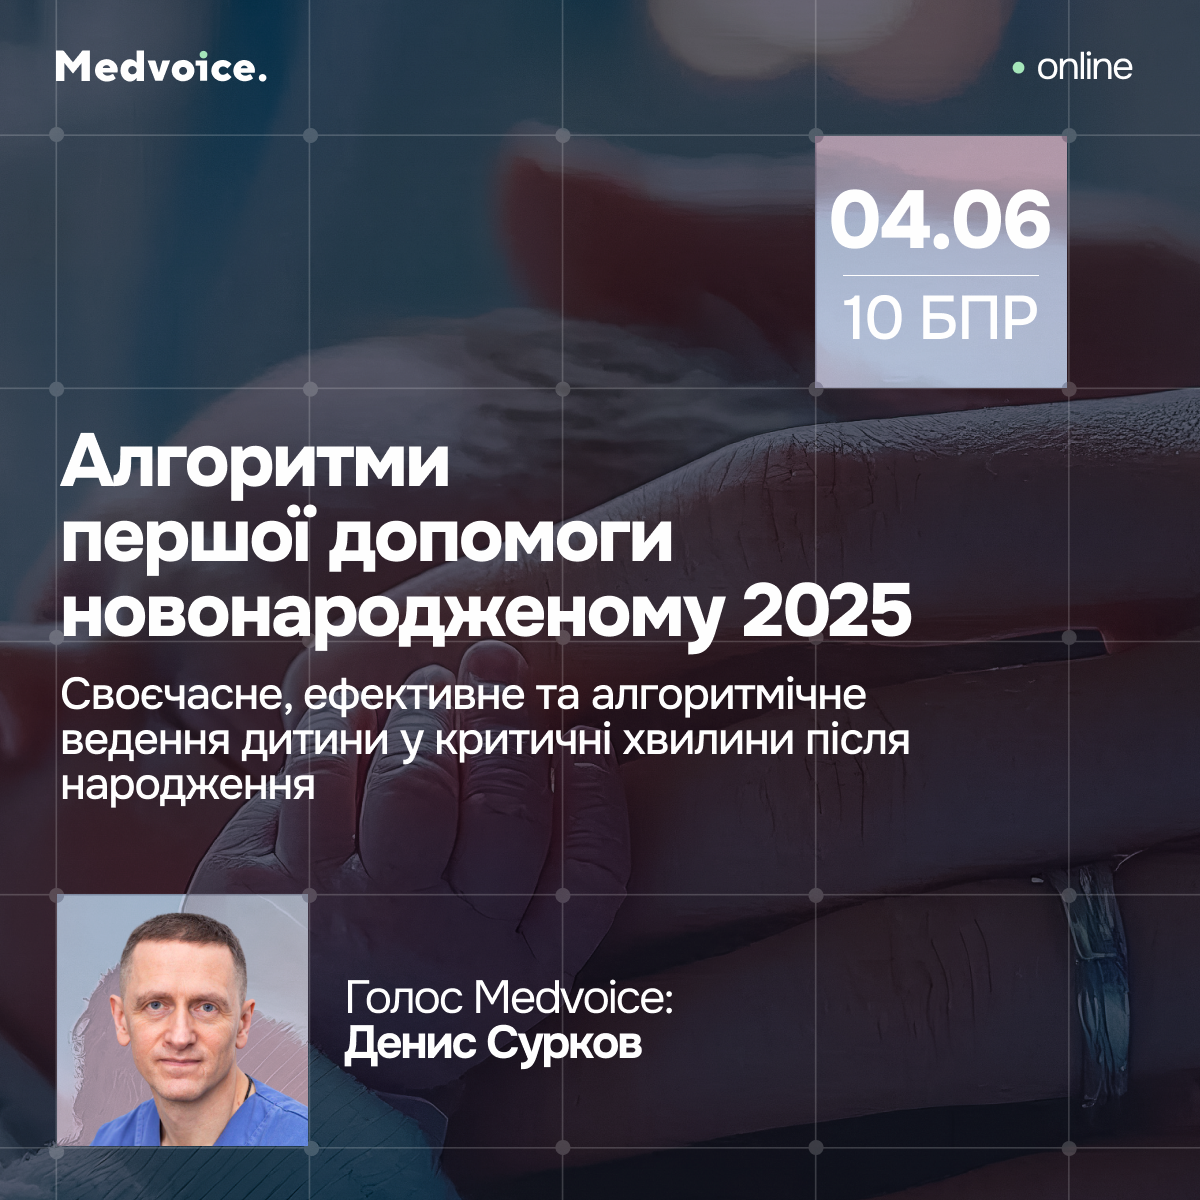 Medvoice.
online
04.06
10 БПР
Алгоритми
першої допомоги
новонародженому 2025
Своєчасне, ефективне та алгоритмічне
ведення дитини у критичні хвилини після
народження
Голос Medvoice:
Денис Сурков